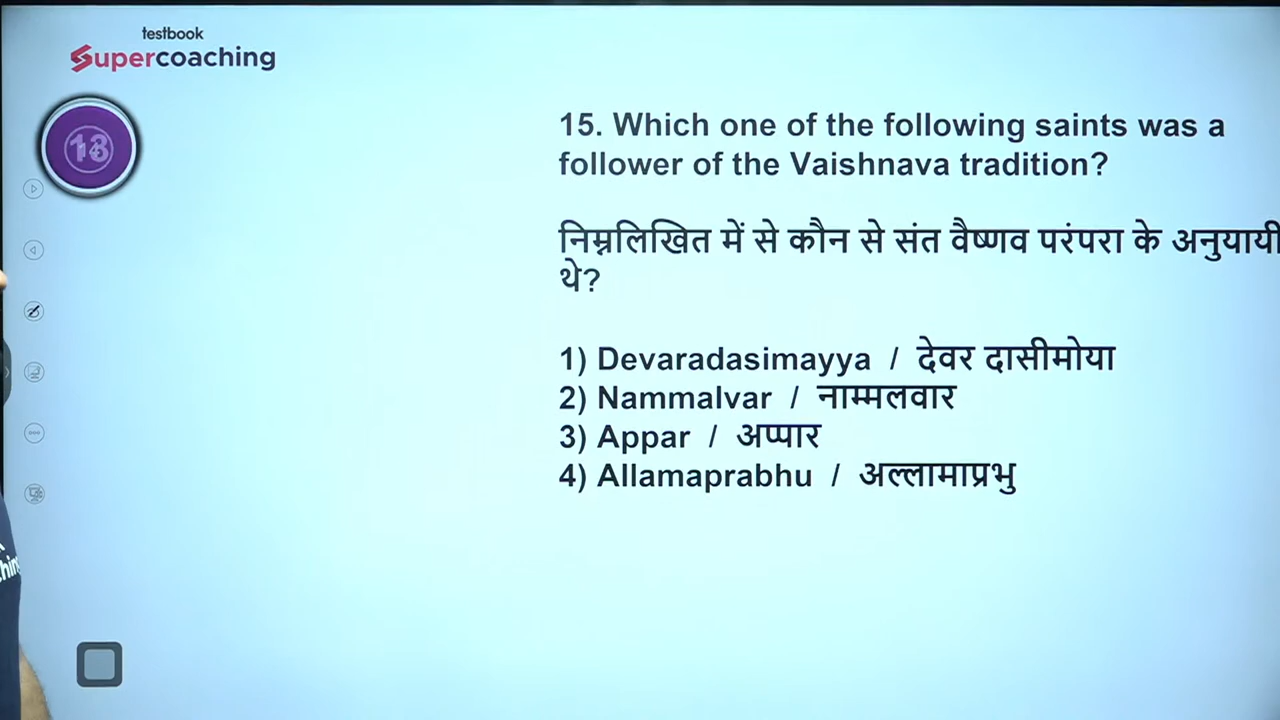 testbook
Supercoaching
15. Which one of the following saints was a
follower of the Vaishnava tradition?
निम्नलिखित में से कौन से संत वैष्णव परंपरा के अनुयायी
थे?
1) Devaradasimayya / देवर दासीमोया
2) Nammalvar / नाम्मलवार
3) Appar / अप्पार
4) Allamaprabhu / अल्लामाप्रभु